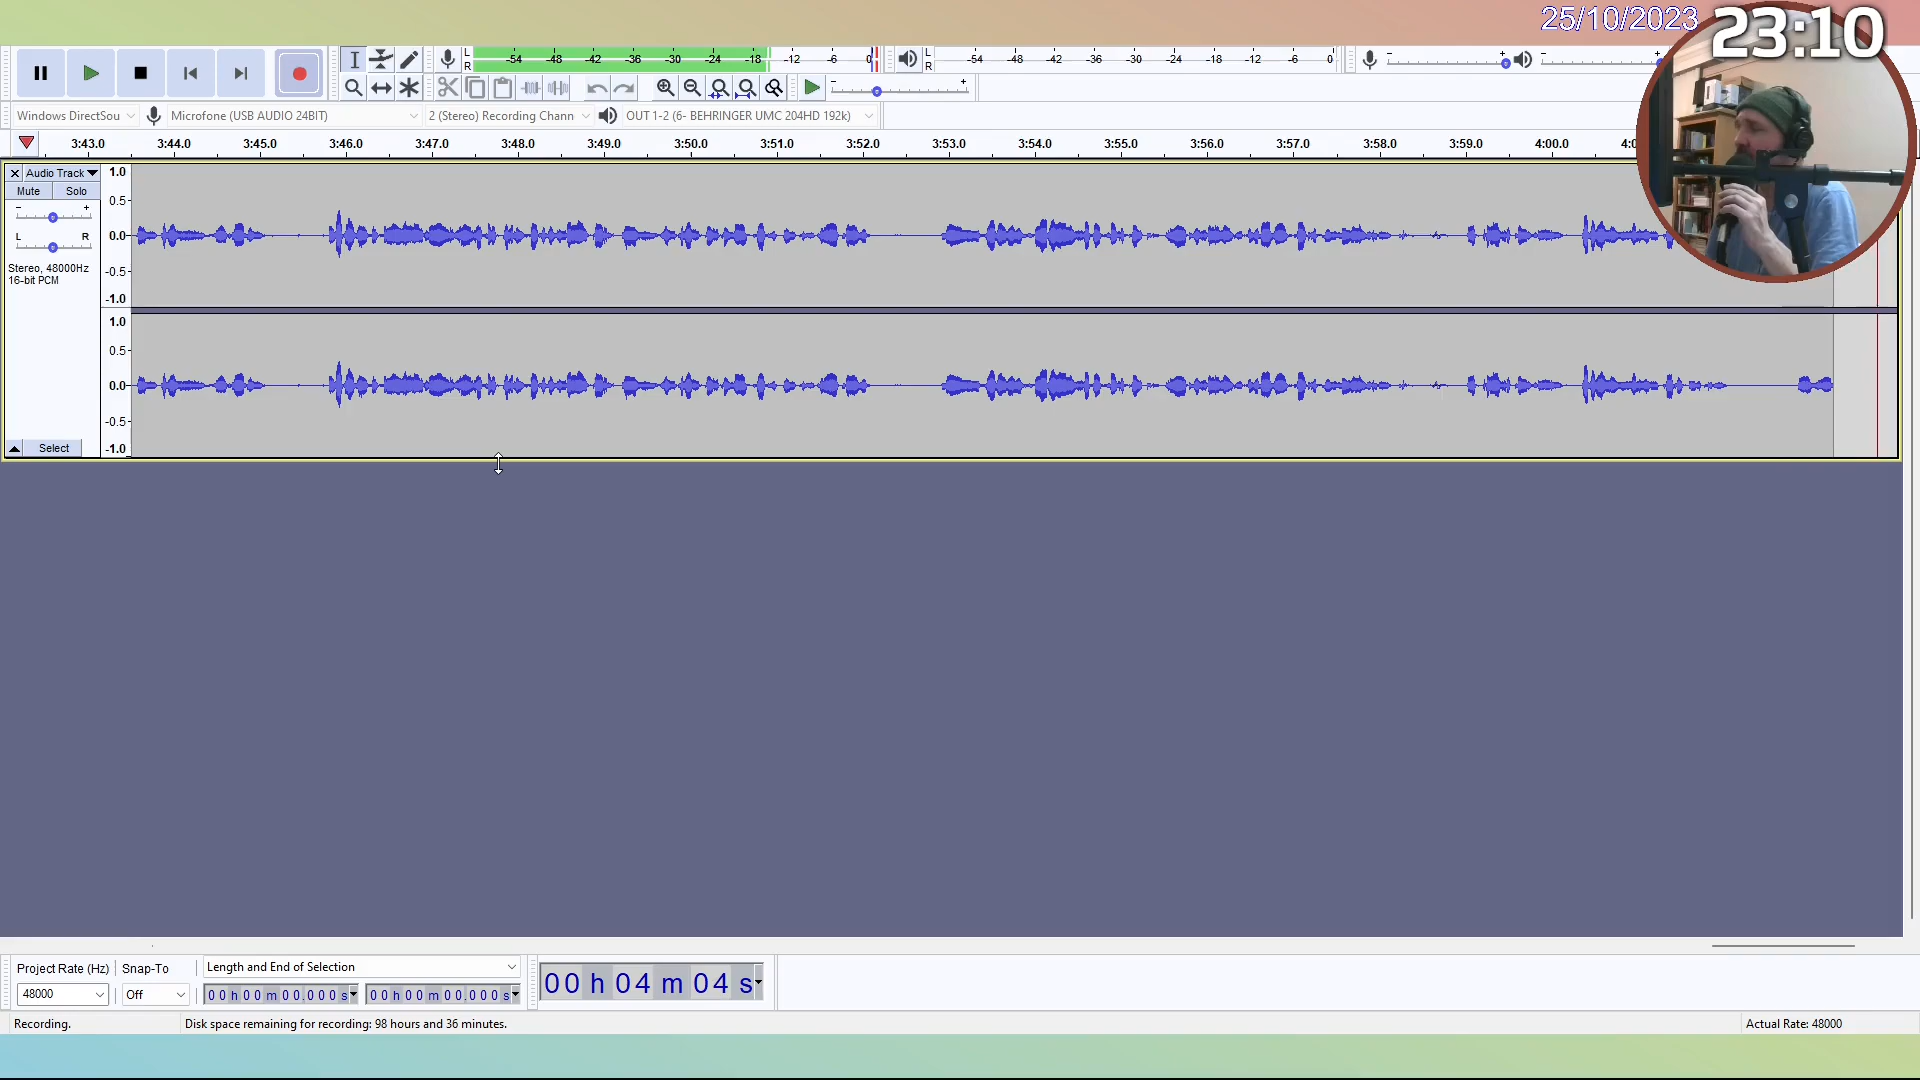 25/10/2023
23:10
L
R
-54 -48 -42 -36 -30 -24 -18 -12 -6 0
L
R
-54 -48 -42 -36 -30 -24 -18 -12 -6 0
- +
- +
- +
Windows DirectSou
Microfone (USB AUDIO 24BIT)
2 (Stereo) Recording Chann
OUT 1-2 (6- BEHRINGER UMC 204HD 192k)
3:43.0 3:44.0 3:45.0 3:46.0 3:47.0 3:48.0 3:49.0 3:50.0 3:51.0 3:52.0 3:53.0 3:54.0 3:55.0 3:56.0 3:57.0 3:58.0 3:59.0 4:00.0 4:0
Audio Track
Mute Solo
- +
L R
Stereo, 48000Hz
16-bit PCM
1.0
0.5
0.0
-0.5
-1.0
1.0
0.5
0.0
-0.5
-1.0
Select
Project Rate (Hz)
Snap-To
Length and End of Selection
48000
Off
00 h 00 m 00.000 s
00 h 00 m 00.000 s
00 h 04 m 04 s
Recording.
Disk space remaining for recording: 98 hours and 36 minutes.
Actual Rate: 48000